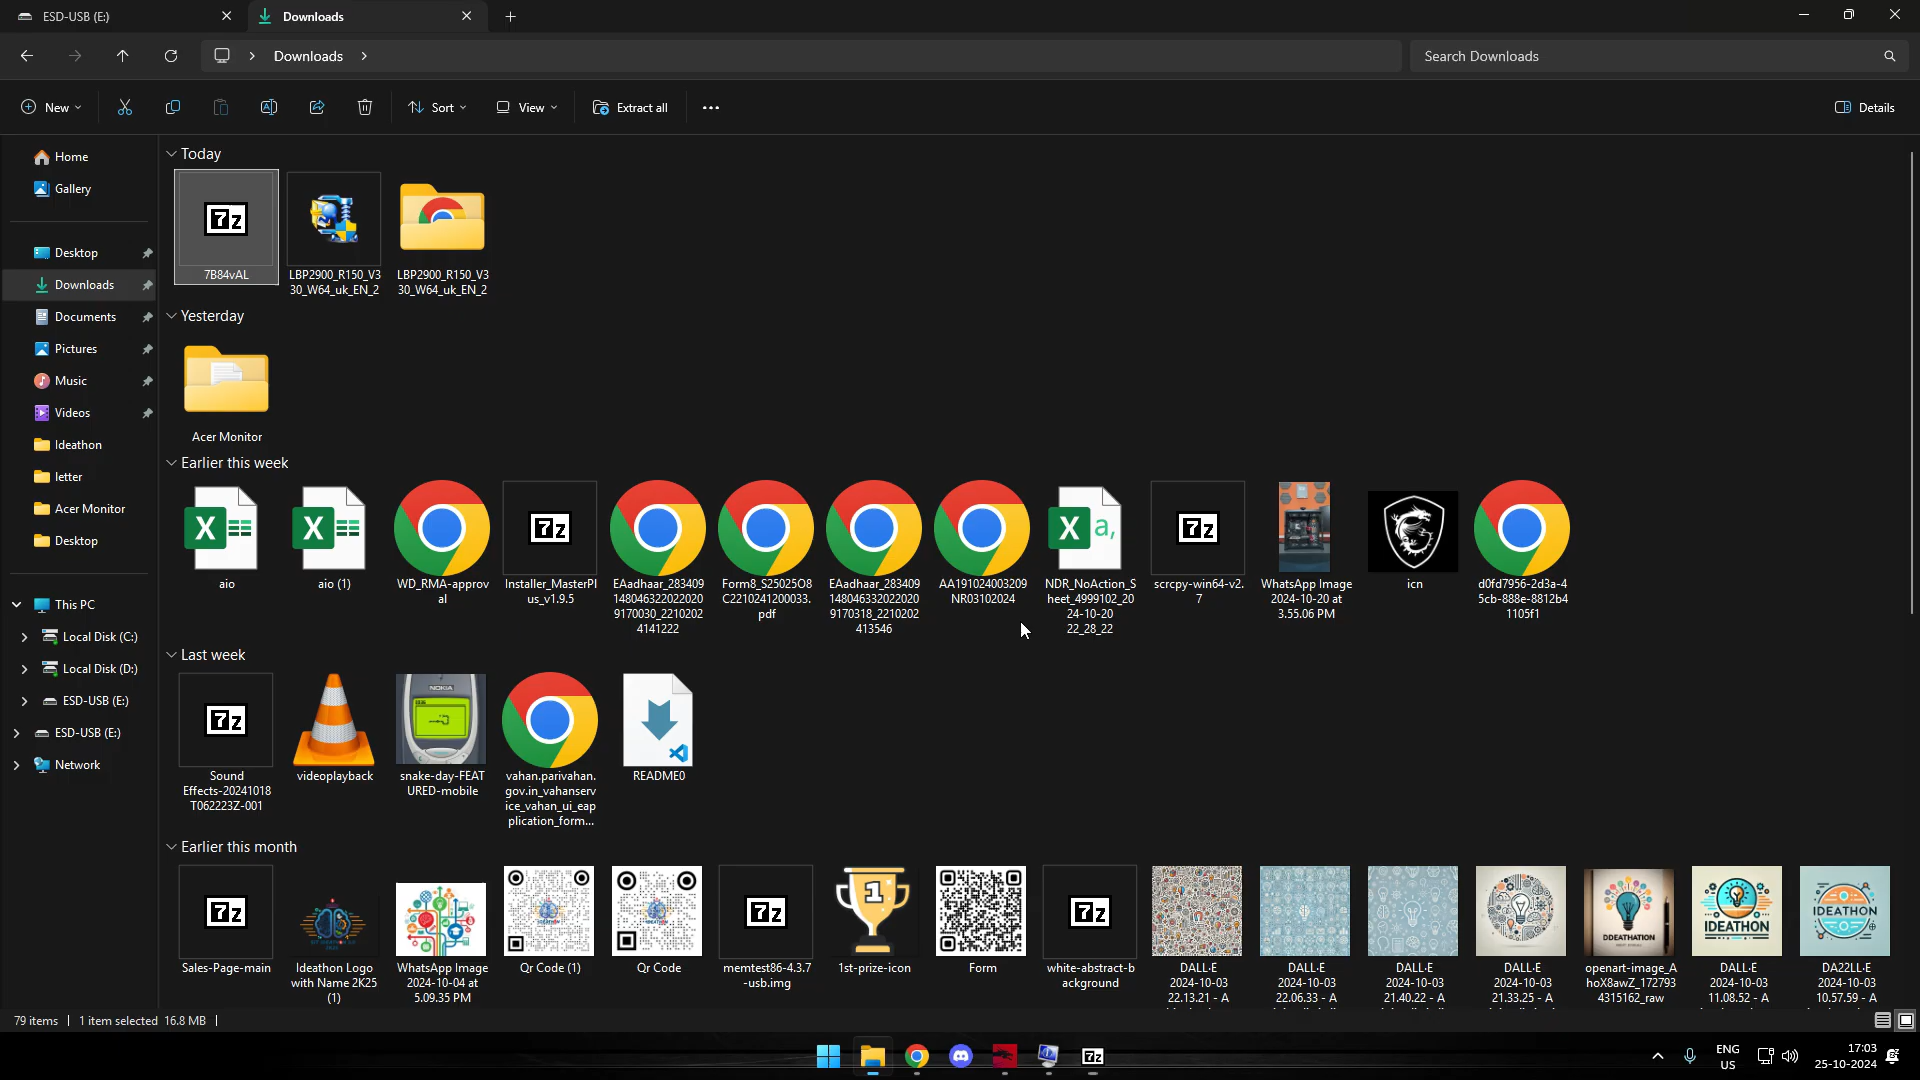 ESD-USB (E:)
Downloads
Downloads
Search Downloads
New
Sort
View
Extract all
Details
Home
Gallery
Desktop
Downloads
Documents
Pictures
Music
Videos
Ideathon
letter
Acer Monitor
Desktop
This PC
Local Disk (C:)
Local Disk (D:)
ESD-USB (E:)
ESD-USB (E:)
Network
Today
7B84vAL
LBP2900_R150_V3
30_W64_uk_EN_2
LBP2900_R150_V3
30_W64_uk_EN_2
Yesterday
Acer Monitor
Earlier this week
aio
aio (1)
WD_RMA-approv
al
Installer_MasterPl
us_v1.9.5
EAadhaar_283409
148046322022020
9170030_2210202
4141222
Form8_S25025O8
C2210241200033.
pdf
EAadhaar_283409
148046322022020
9170318_2210202
413546
AA191024003209
NR03102024
NDR_NoAction_S
heet_4999102_20
24-10-20
22_28_22
scrcpy-win64-v2.
7
WhatsApp Image
2024-10-20 at
3.55.06 PM
icn
d0fd7956-2d3a-4
5cb-888e-8812b4
1105f1
Last week
Sound
Effects-20241018
T062223Z-001
videoplayback
NOKIA
snake-day-FEAT
URED-mobile
vahan.parivahan.
gov.in_vahanserv
ice_vahan_ui_eap
plication_form...
README0
Earlier this month
Sales-Page-main
Ideathon Logo
with Name 2K25
(1)
WhatsApp Image
2024-10-04 at
5.09.35 PM
Qr Code (1)
Qr Code
memtest86-4.3.7
-usb.img
1st-prize-icon
Form
white-abstract-b
ackground
DALL·E
2024-10-03
22.13.21 - A
DALL·E
2024-10-03
22.06.33 - A
DALL·E
2024-10-03
21.40.22 - A
DALL·E
2024-10-03
21.33.25 - A
DDEATHATION
openart-image_A
hoX8awZ_172793
4315162_raw
IDEATHON
DALL·E
2024-10-03
11.08.52 - A
IDEATHON
DA22LL·E
2024-10-03
10.57.59 - A
79 items
1 item selected 16.8 MB
ENG
US
17:03
25-10-2024